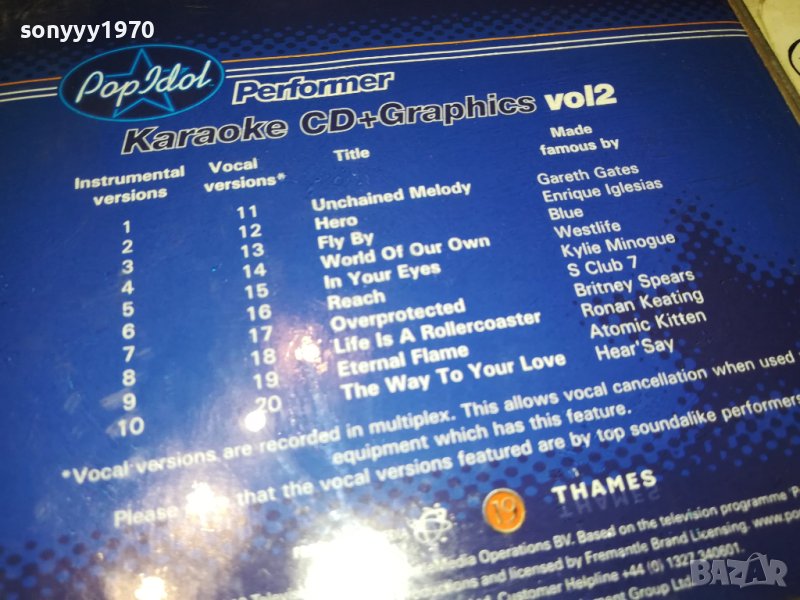 sonyyy1970
Pop Idol Performer
Karaoke CD+Graphics vol2
Instrumental versions Vocal versions* Title Made famous by
1 11 Unchained Melody Gareth Gates
2 12 Hero Enrique Iglesias
3 13 Fly By Blue
4 14 World Of Our Own Westlife
5 15 In Your Eyes Kylie Minogue
6 16 Reach S Club 7
7 17 Overprotected Britney Spears
8 18 Life Is A Rollercoaster Ronan Keating
9 19 Eternal Flame Atomic Kitten
10 20 The Way To Your Love Hear'Say
*Vocal versions are recorded in multiplex. This allows vocal cancellation when used
equipment which has this feature.
Please that the vocal versions featured are by top soundalike performers
19 THAMES
Media Operations BV. Based on the television programme 'P
and licensed by Fremantle Brand Licensing. www.po
Customer Helpline +44 (0) 1327 340601
Group Ltd
BAZAR